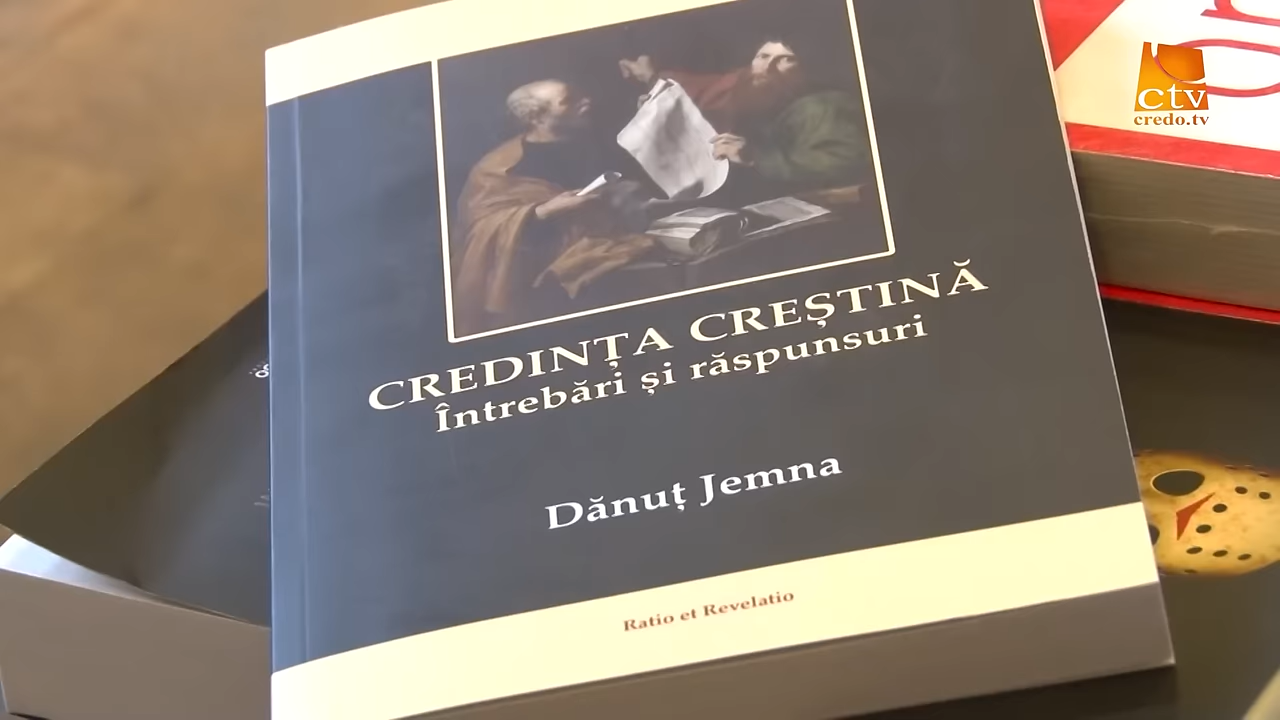 CREDINȚA CREȘTINĂ
Întrebări și răspunsuri
Dănuț Jemna
Ratio et Revelatio
ctv
credo.tv